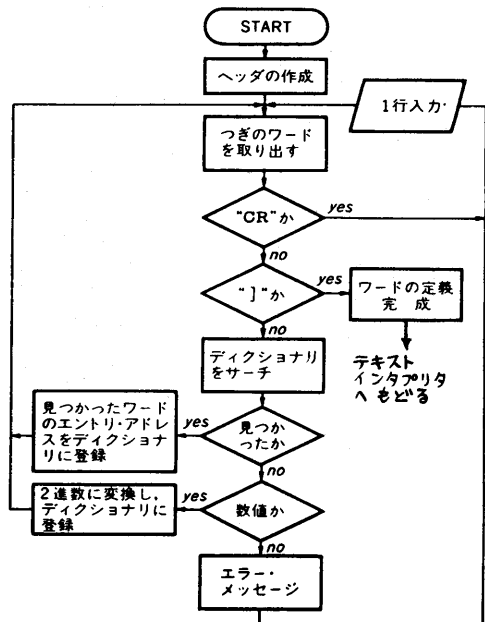 START
ヘッダの作成
1行入力
つぎのワード
を取り出す
"CR"か
yes
no
"]"か
yes
ワードの定義
完 成
no
テキスト
インタプリタ
へもどる
ディクショナリ
をサーチ
見つかったワード
のエントリ・アドレ
スをディクショナ
リに登録
yes
見つか
ったか
no
2進数に変換し,
ディクショナリに
登録
yes
数値か
no
エラー・
メッセージ